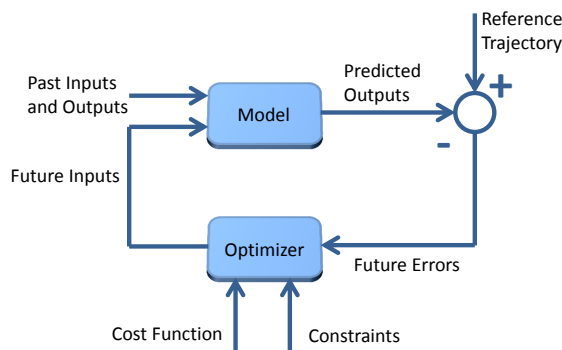 Reference
Trajectory
Past Inputs
and Outputs
Predicted
Outputs
+
Model
-
Future Inputs
Optimizer
Future Errors
Cost Function
Constraints